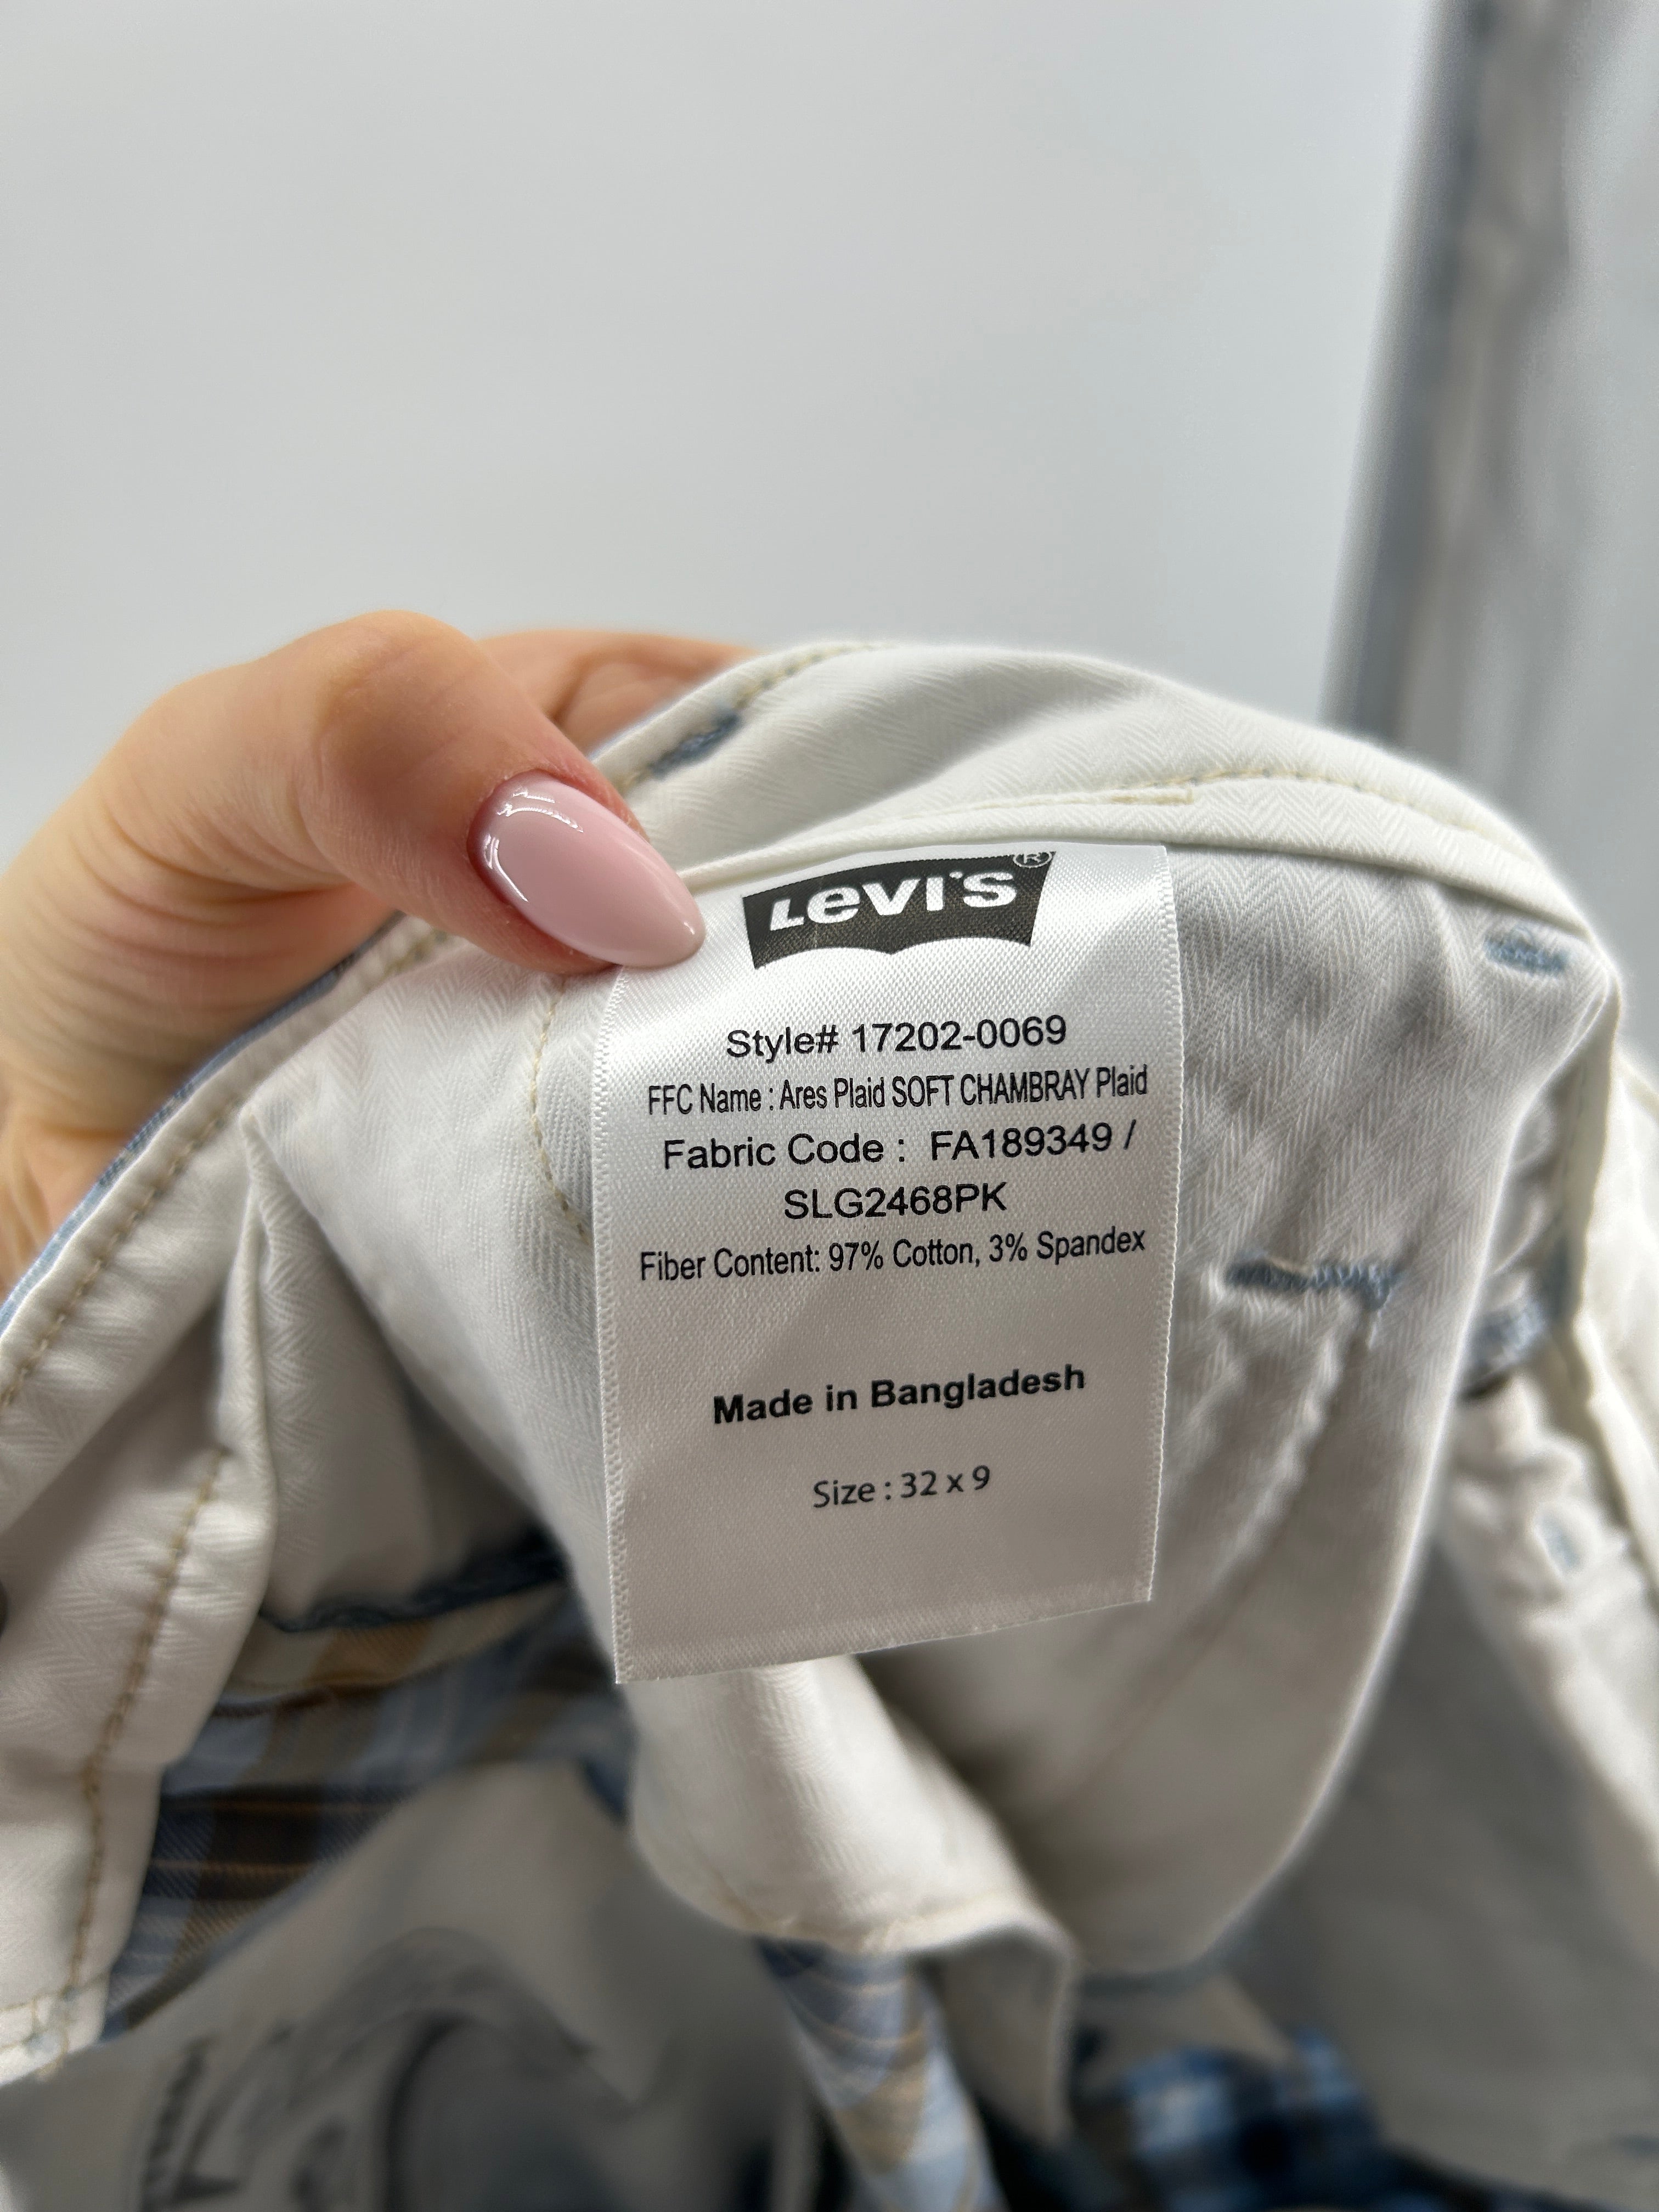 LEVI'S®
Style# 17202-0069
FFC Name : Ares Plaid SOFT CHAMBRAY Plaid
Fabric Code : FA189349 /
SLG2468PK
Fiber Content: 97% Cotton, 3% Spandex
Made in Bangladesh
Size : 32 x 9